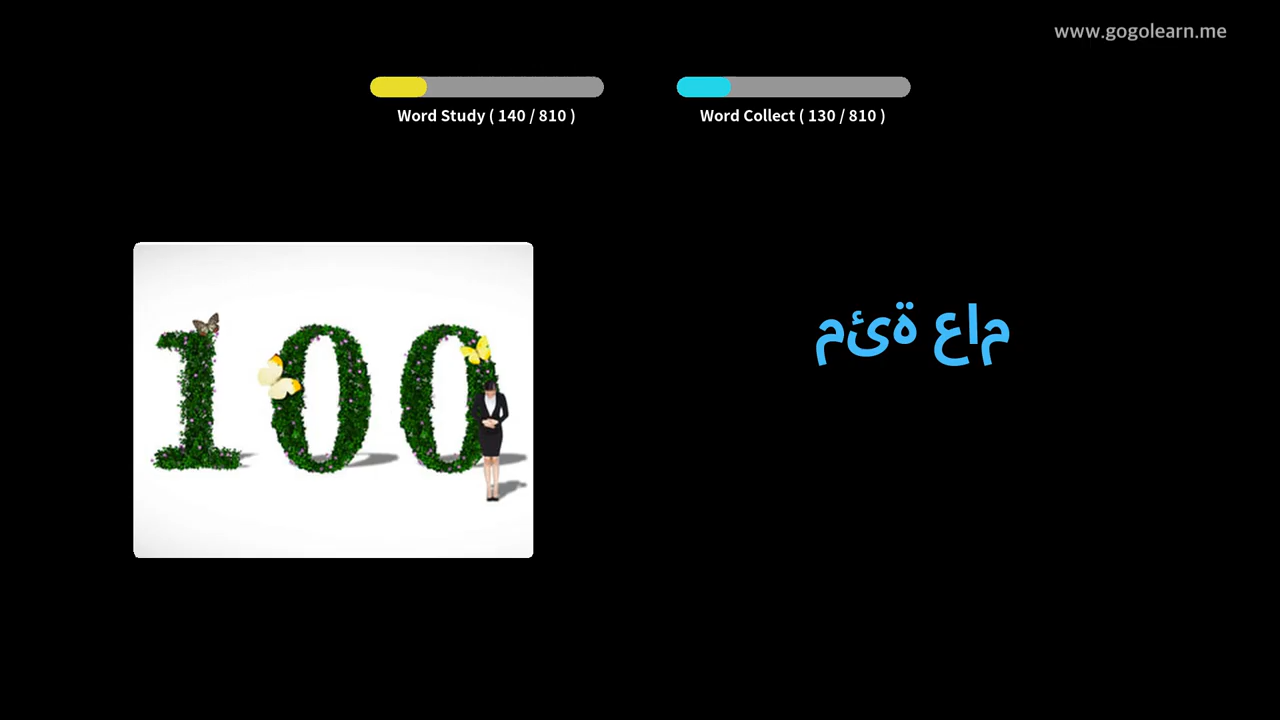 www.gogolearn.me
Word Study ( 140 / 810 )
Word Collect ( 130 / 810 )
100
مئة عام